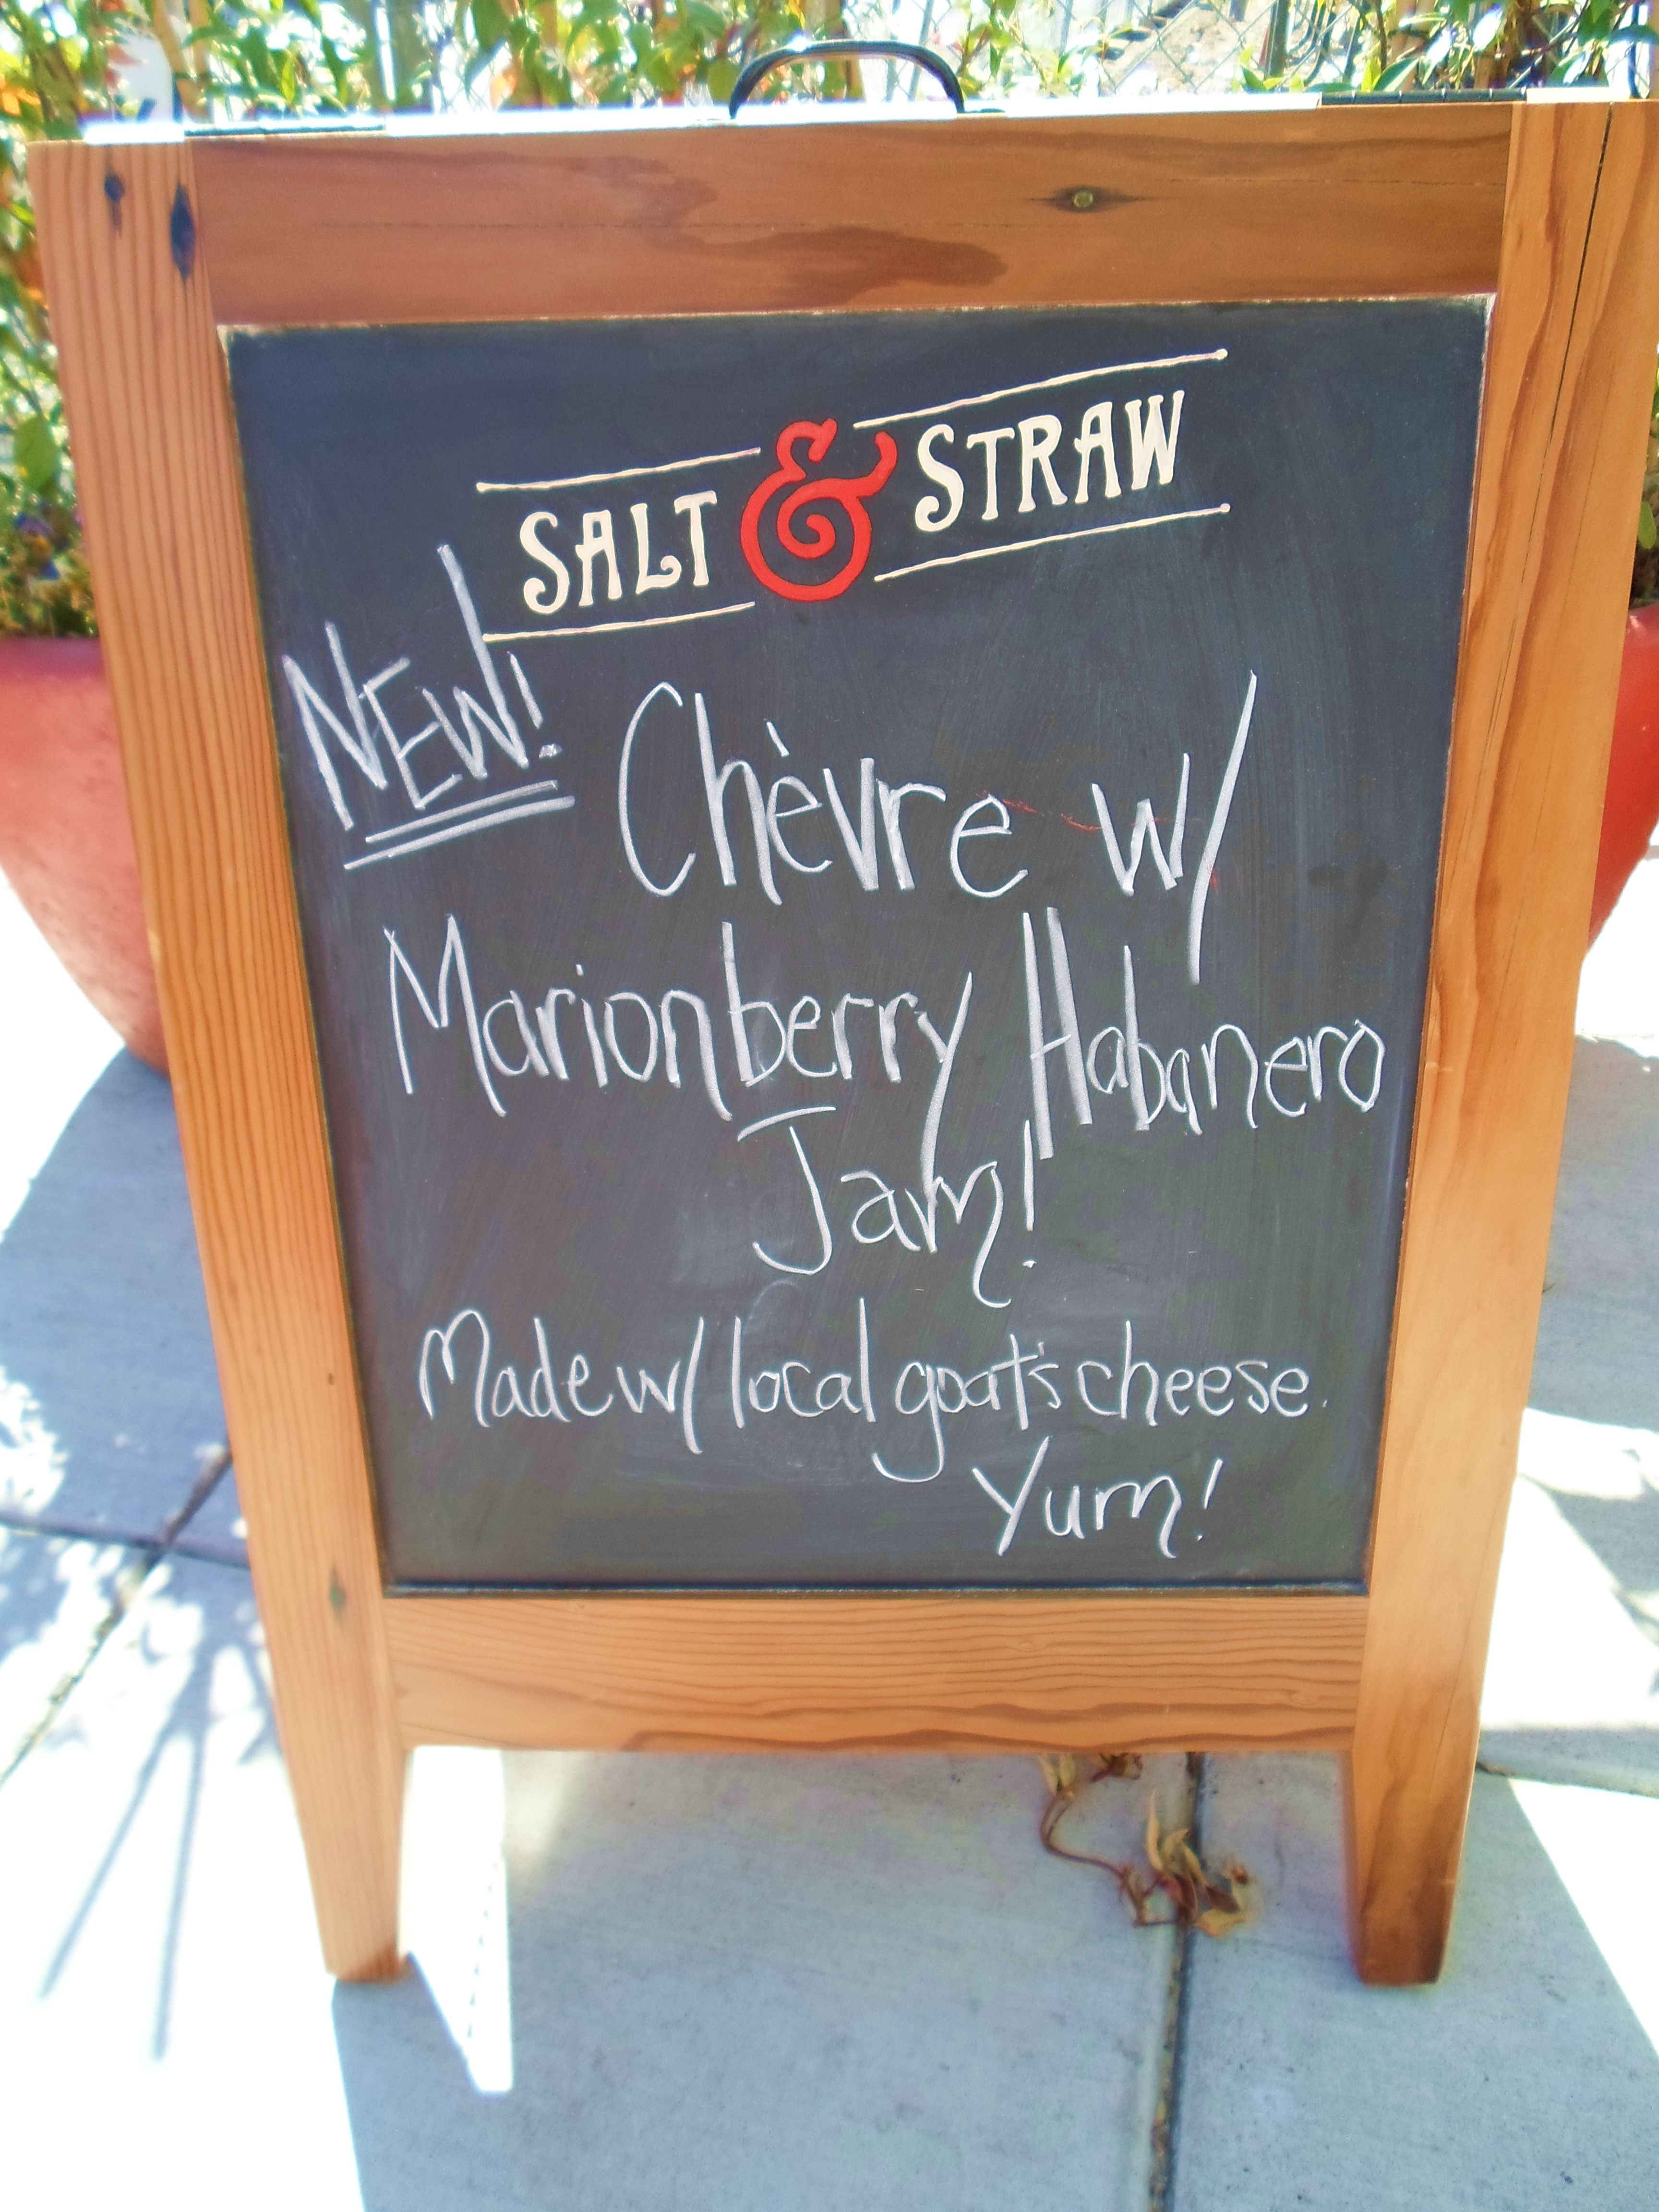 SALT & STRAW
NEW!
Chèvre w/
Marionberry Habanero
Jam!
Made w/ local goat's cheese.
Yum!